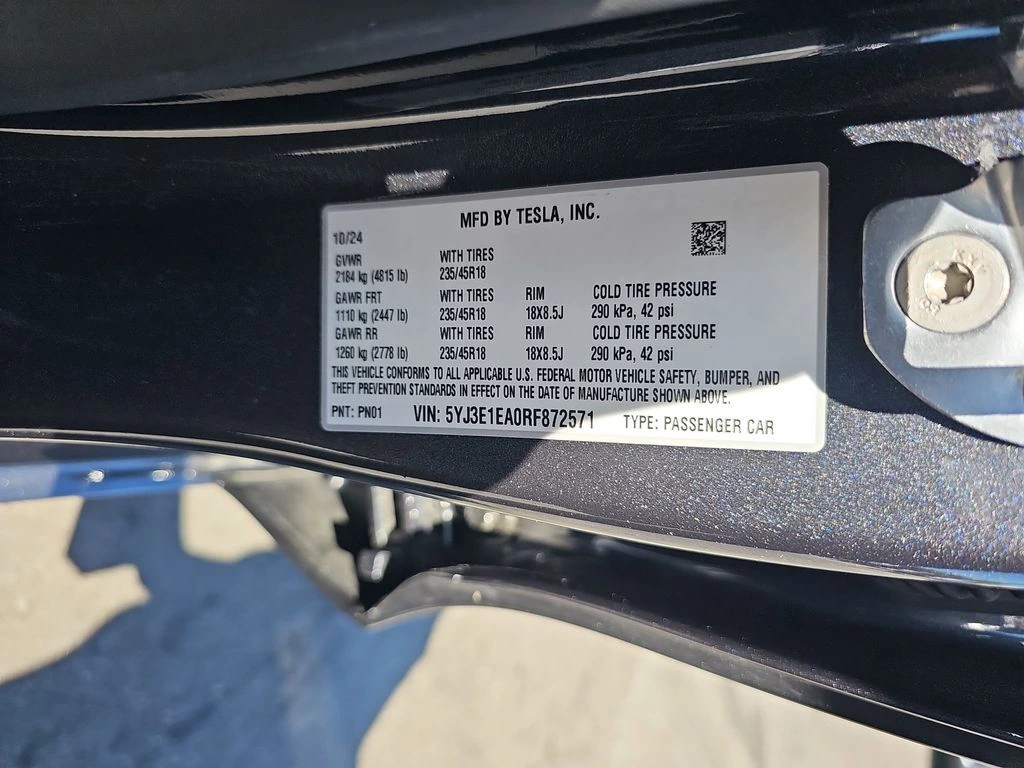 MFD BY TESLA, INC.
10/24
GVWR WITH TIRES
2184 kg (4815 lb) 235/45R18
GAWR FRT WITH TIRES RIM COLD TIRE PRESSURE
1110 kg (2447 lb) 235/45R18 18X8.5J 290 kPa, 42 psi
GAWR RR WITH TIRES RIM COLD TIRE PRESSURE
1260 kg (2778 lb) 235/45R18 18X8.5J 290 kPa, 42 psi
THIS VEHICLE CONFORMS TO ALL APPLICABLE U.S. FEDERAL MOTOR VEHICLE SAFETY, BUMPER, AND
THEFT PREVENTION STANDARDS IN EFFECT ON THE DATE OF MANUFACTURE SHOWN ABOVE.
PNT: PN01 VIN: 5YJ3E1EA0RF872571 TYPE: PASSENGER CAR